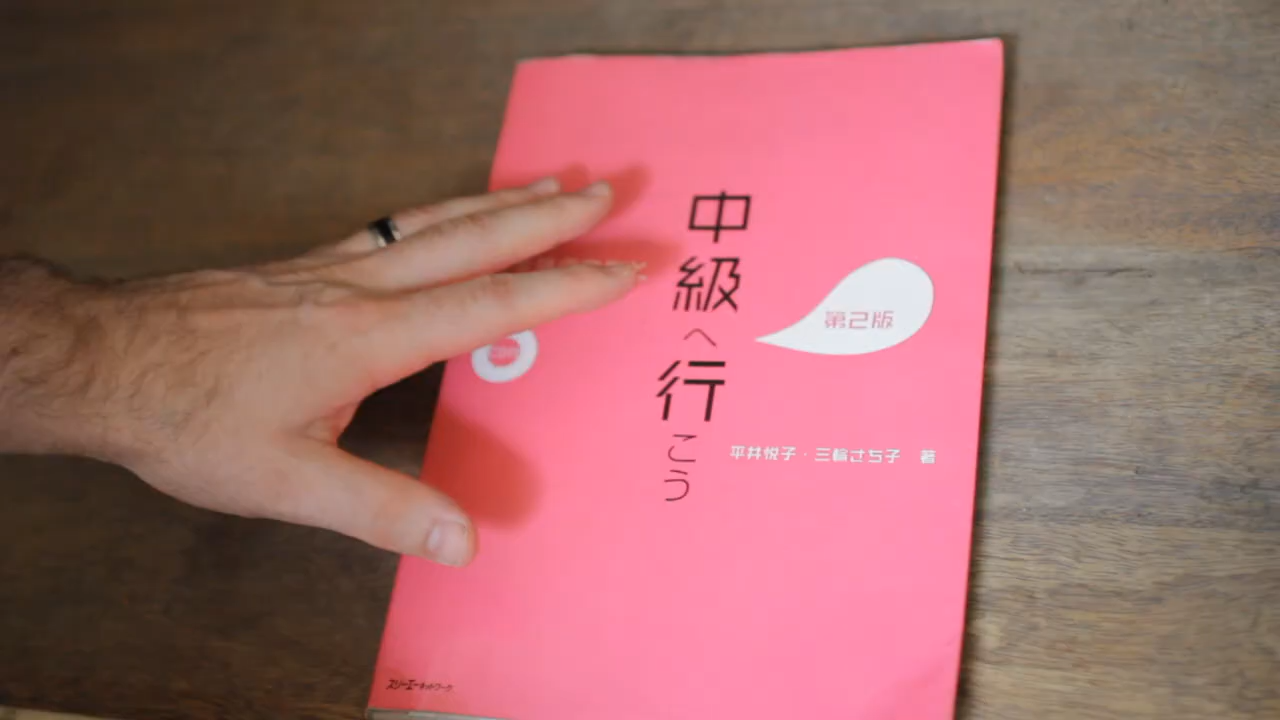 中級へ行こう
第2版
平井悦子・三輪さち子 著
スリーエーネットワーク